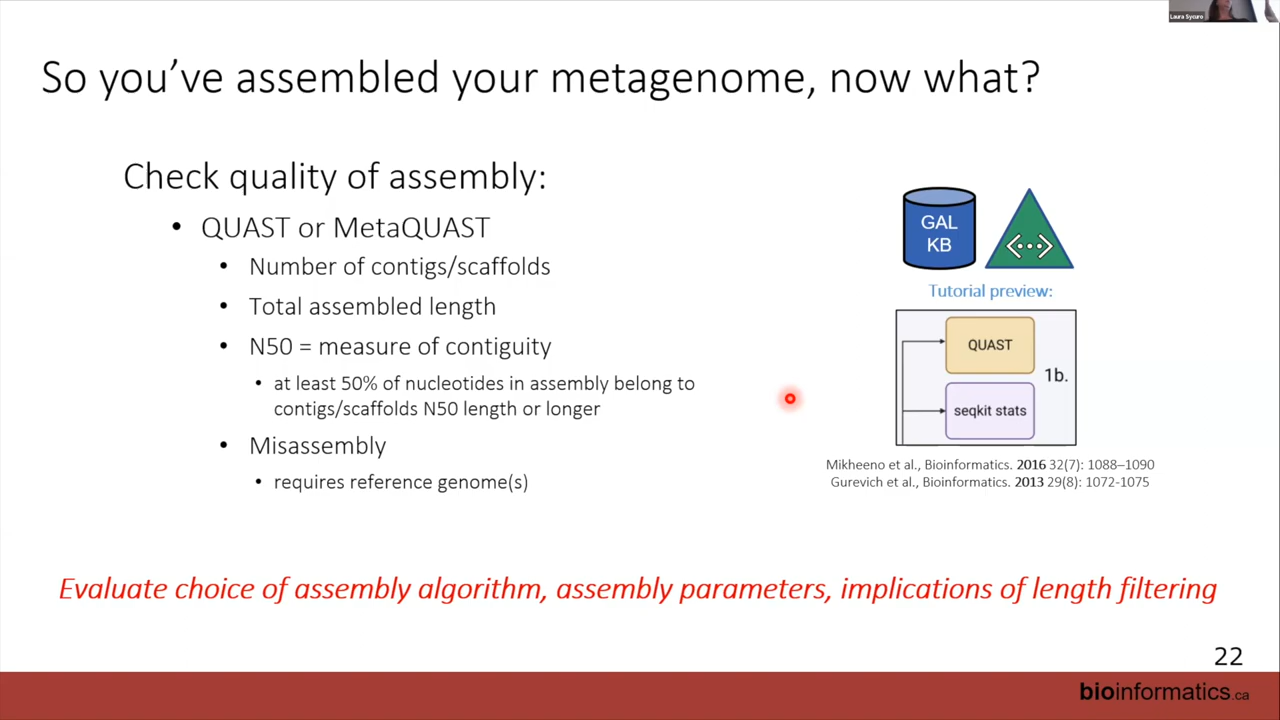 Laura Sycuro
So you’ve assembled your metagenome, now what?
Check quality of assembly:
• QUAST or MetaQUAST
• Number of contigs/scaffolds
• Total assembled length
• N50 = measure of contiguity
• at least 50% of nucleotides in assembly belong to
contigs/scaffolds N50 length or longer
• Misassembly
• requires reference genome(s)
GAL
KB
<···>
Tutorial preview:
QUAST
1b.
seqkit stats
Mikheeno et al., Bioinformatics. 2016 32(7): 1088–1090
Gurevich et al., Bioinformatics. 2013 29(8): 1072-1075
Evaluate choice of assembly algorithm, assembly parameters, implications of length filtering
22
bioinformatics.ca